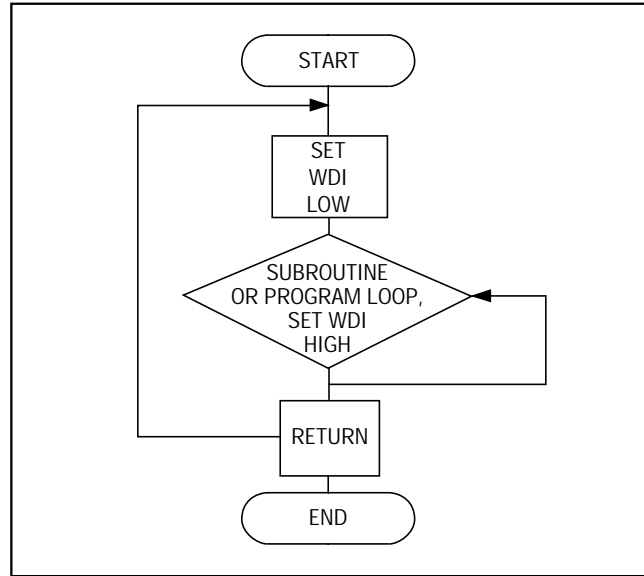 START
SET
WDI
LOW
SUBROUTINE
OR PROGRAM LOOP,
SET WDI
HIGH
RETURN
END